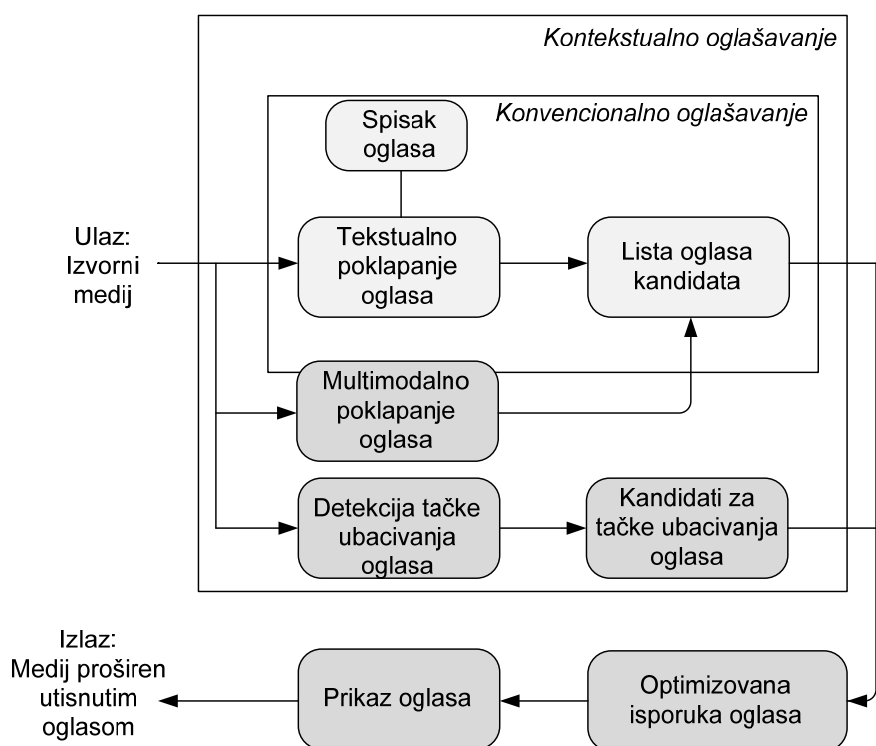 Kontekstualno oglašavanje
Konvencionalno oglašavanje
Spisak
oglasa
Ulaz:
Izvorni
medij
Tekstualno
poklapanje
oglasa
Lista oglasa
kandidata
Multimodalno
poklapanje
oglasa
Detekcija tačke
ubacivanja
oglasa
Kandidati za
tačke ubacivanja
oglasa
Izlaz:
Medij proširen
utisnutim
oglasom
Prikaz oglasa
Optimizovana
isporuka oglasa